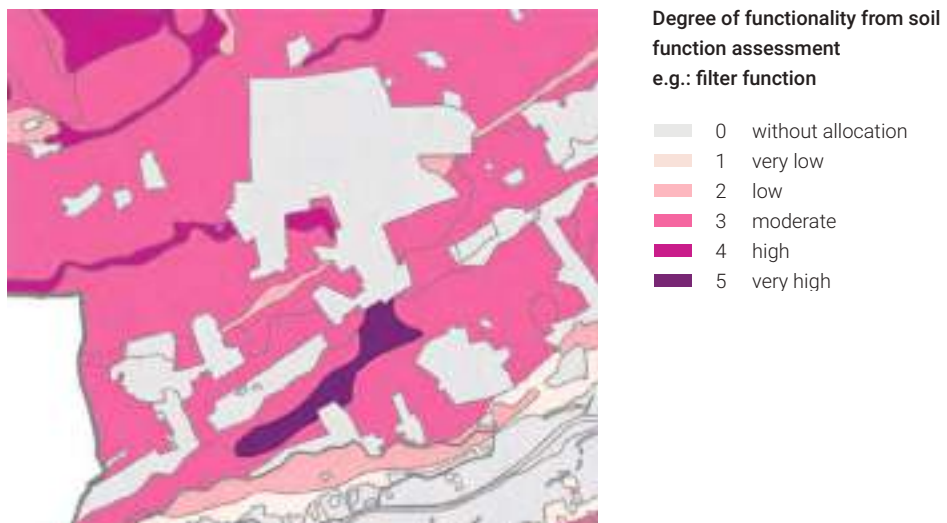 Degree of functionality from soil
function assessment
e.g.: filter function
0 without allocation
1 very low
2 low
3 moderate
4 high
5 very high